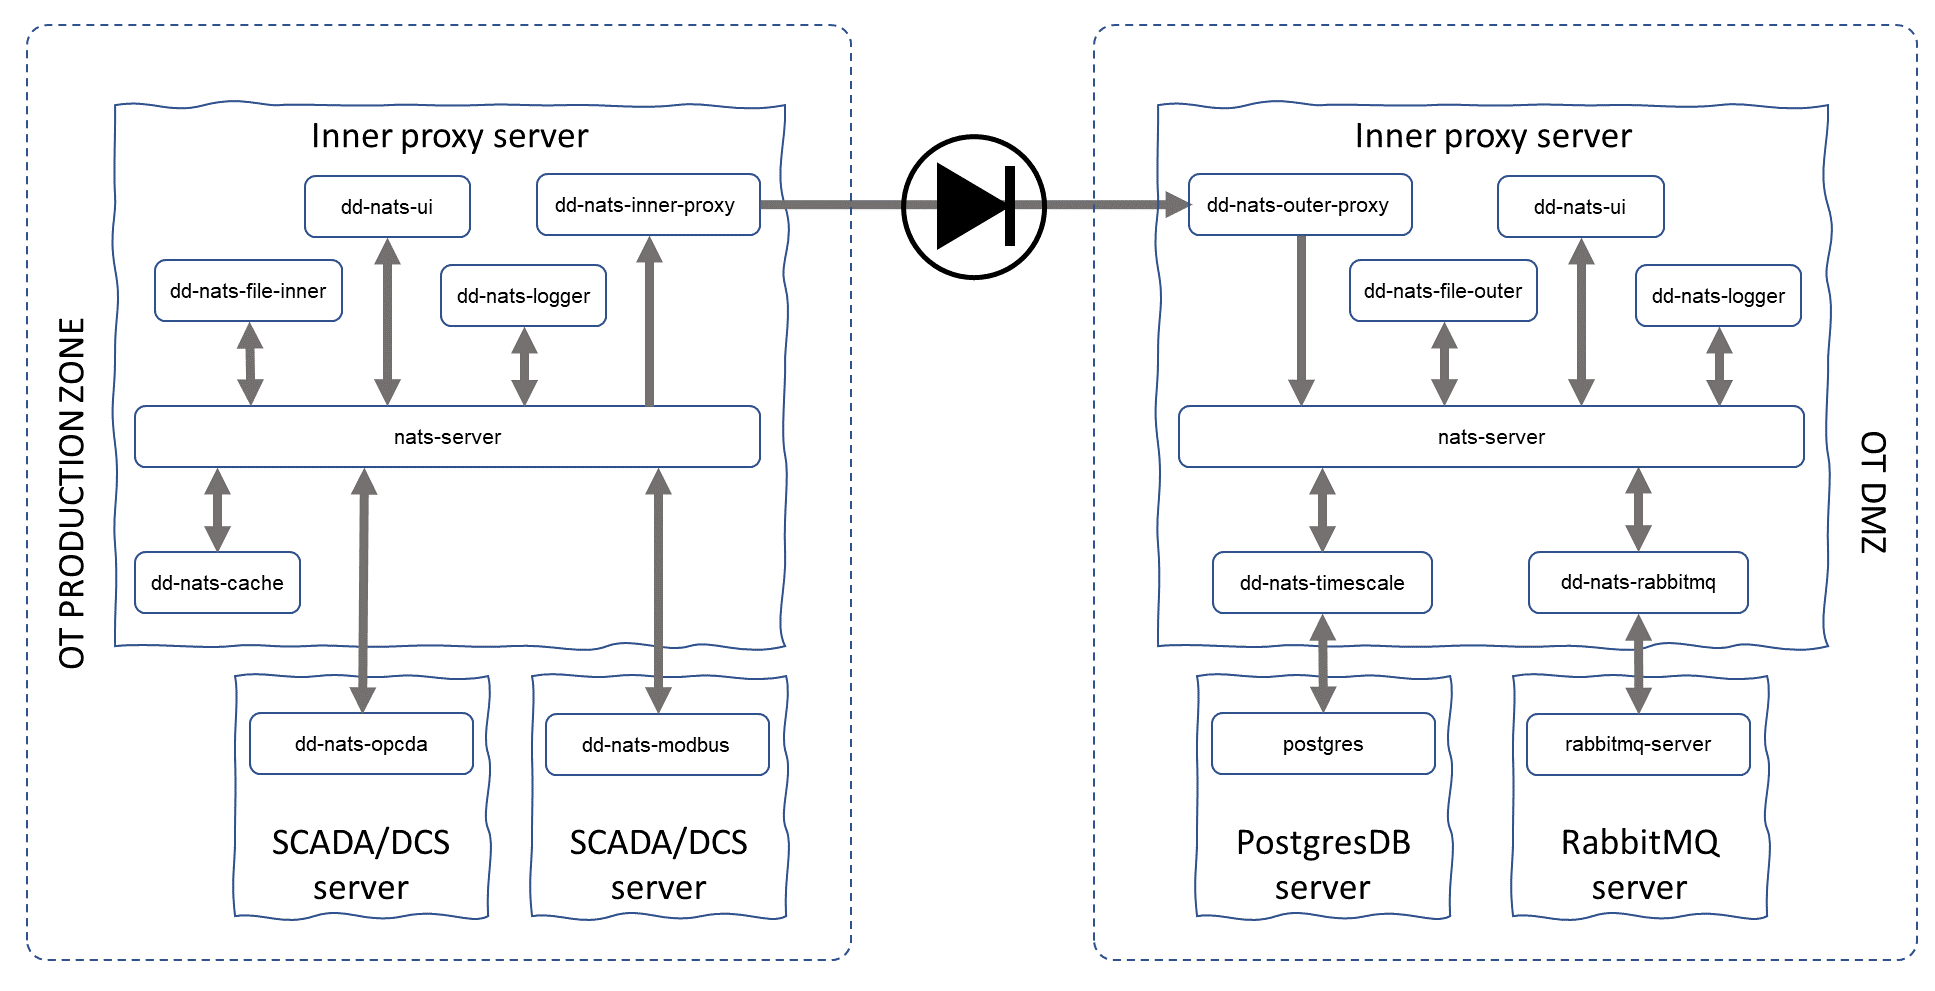 OT PRODUCTION ZONE
Inner proxy server
dd-nats-ui
dd-nats-inner-proxy
dd-nats-file-inner
dd-nats-logger
nats-server
dd-nats-cache
dd-nats-opcda
SCADA/DCS
server
dd-nats-modbus
SCADA/DCS
server
Inner proxy server
dd-nats-outer-proxy
dd-nats-ui
dd-nats-file-outer
dd-nats-logger
nats-server
dd-nats-timescale
dd-nats-rabbitmq
postgres
PostgresDB
server
rabbitmq-server
RabbitMQ
server
OT DMZ